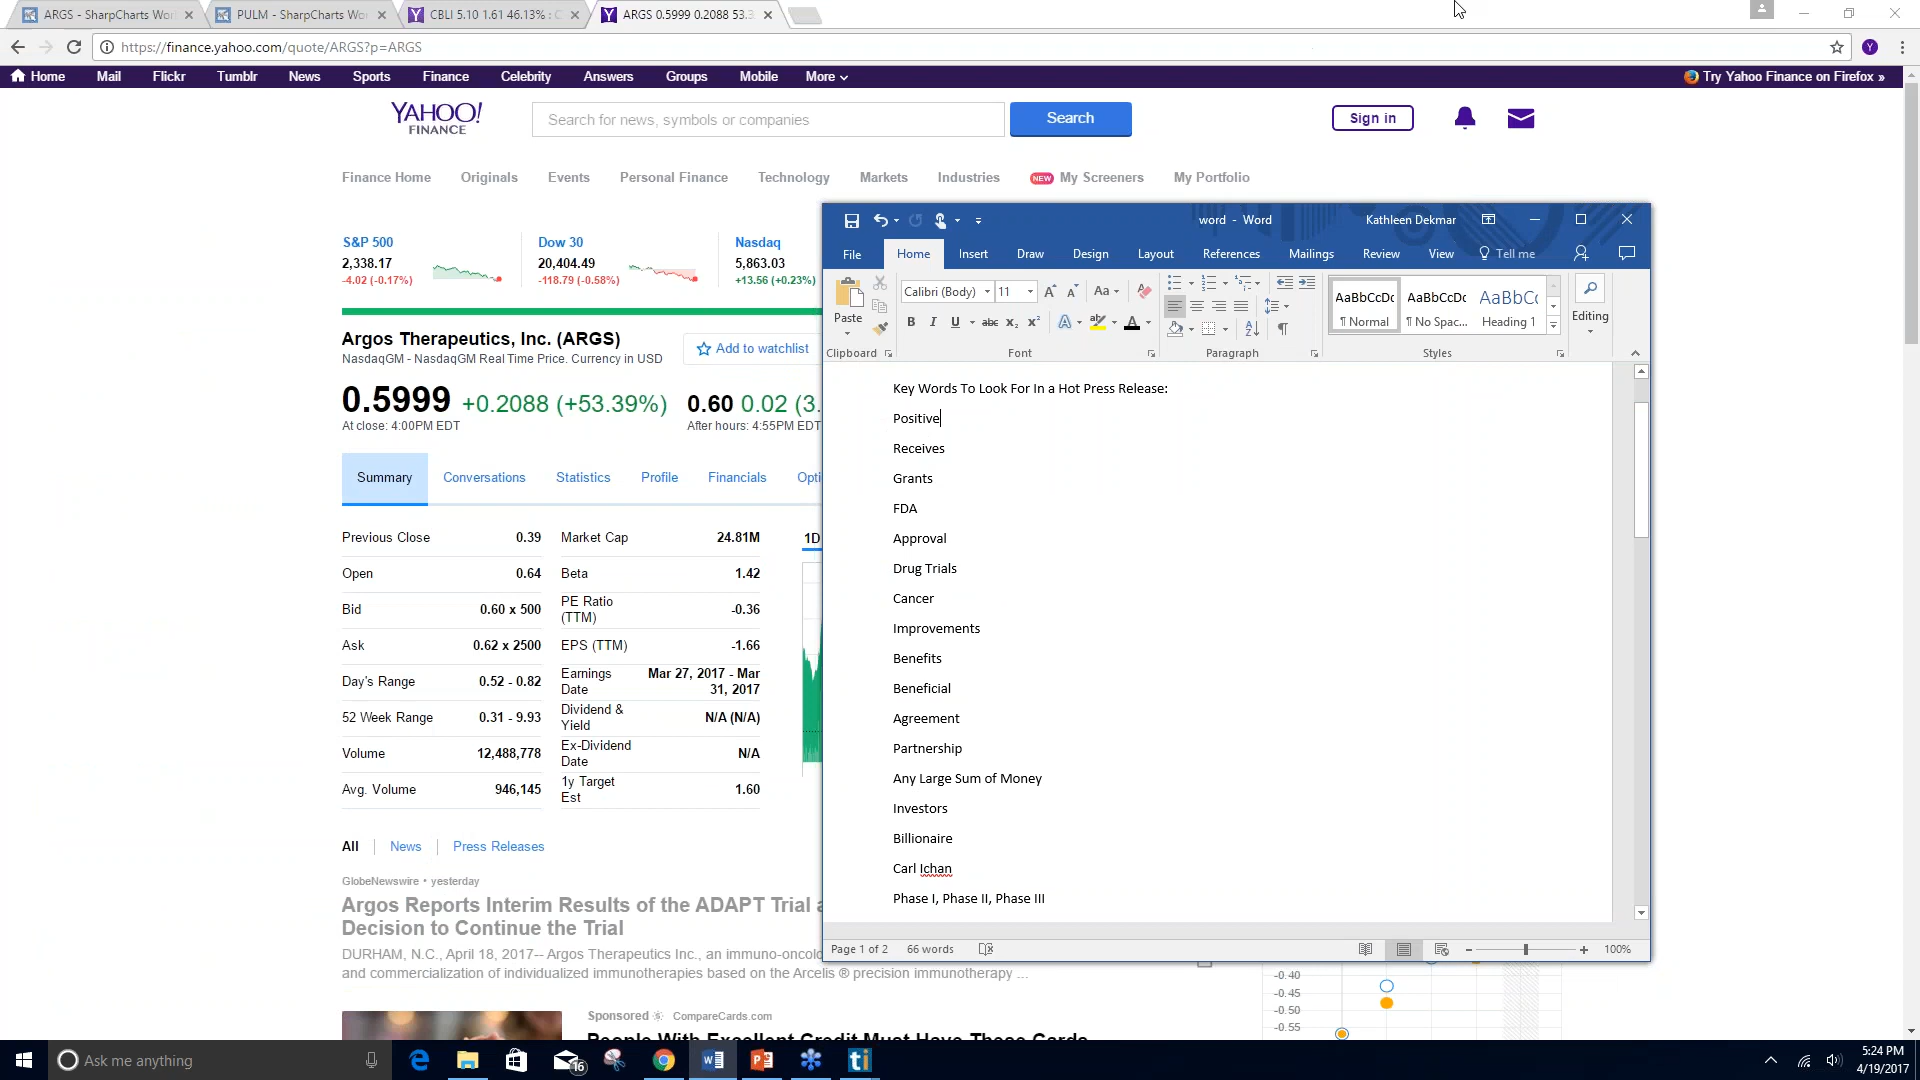 ARGS - SharpCharts Wor
PULM - SharpCharts Wo
CBLI 5.10 1.61 46.13% : C
ARGS 0.5999 0.2088 53.3
https://finance.yahoo.com/quote/ARGS?p=ARGS
Home Mail Flickr Tumblr News Sports Finance Celebrity Answers Groups Mobile More
Try Yahoo Finance on Firefox »
YAHOO!
FINANCE
Search for news, symbols or companies
Search
Sign in
Finance Home Originals Events Personal Finance Technology Markets Industries NEW My Screeners My Portfolio
S&P 500
2,338.17
-4.02 (-0.17%)
Dow 30
20,404.49
-118.79 (-0.58%)
Nasdaq
5,863.03
+13.56 (+0.23%)
Argos Therapeutics, Inc. (ARGS)
NasdaqGM - NasdaqGM Real Time Price. Currency in USD
Add to watchlist
0.5999 +0.2088 (+53.39%)
At close: 4:00PM EDT
0.60 0.02 (3.
After hours: 4:55PM EDT
Summary Conversations Statistics Profile Financials Opti
Previous Close 0.39
Open 0.64
Bid 0.60 x 500
Ask 0.62 x 2500
Day's Range 0.52 - 0.82
52 Week Range 0.31 - 9.93
Volume 12,488,778
Avg. Volume 946,145
Market Cap 24.81M
Beta 1.42
PE Ratio
(TTM) -0.36
EPS (TTM) -1.66
Earnings
Date
Mar 27, 2017 - Mar
31, 2017
Dividend &
Yield N/A (N/A)
Ex-Dividend
Date N/A
1y Target
Est 1.60
1D
All News Press Releases
GlobeNewswire • yesterday
Argos Reports Interim Results of the ADAPT Trial a
Decision to Continue the Trial
DURHAM, N.C., April 18, 2017-- Argos Therapeutics Inc., an immuno-oncolo
and commercialization of individualized immunotherapies based on the Arcelis ® precision immunotherapy ...
Sponsored CompareCards.com
People With Excellent Credit Must Have These Cards
-0.40
-0.45
-0.50
-0.55
word - Word
Kathleen Dekmar
File Home Insert Draw Design Layout References Mailings Review View Tell me
Paste
Calibri (Body) 11
Aa
B I U abc X₂ X²
A ab A
AaBbCcDc
¶ Normal
AaBbCcDc
¶ No Spac...
AaBbC
Heading 1
Editing
Clipboard Font Paragraph Styles
Key Words To Look For In a Hot Press Release:
Positive
Receives
Grants
FDA
Approval
Drug Trials
Cancer
Improvements
Benefits
Beneficial
Agreement
Partnership
Any Large Sum of Money
Investors
Billionaire
Carl Ichan
Phase I, Phase II, Phase III
Page 1 of 2 66 words
100%
Ask me anything
16
ti
5:24 PM
4/19/2017